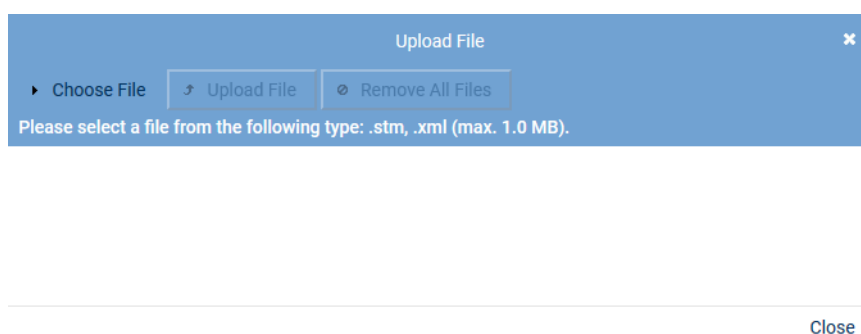 Upload File
Choose File Upload File Remove All Files
Please select a file from the following type: .stm, .xml (max. 1.0 MB).
Close